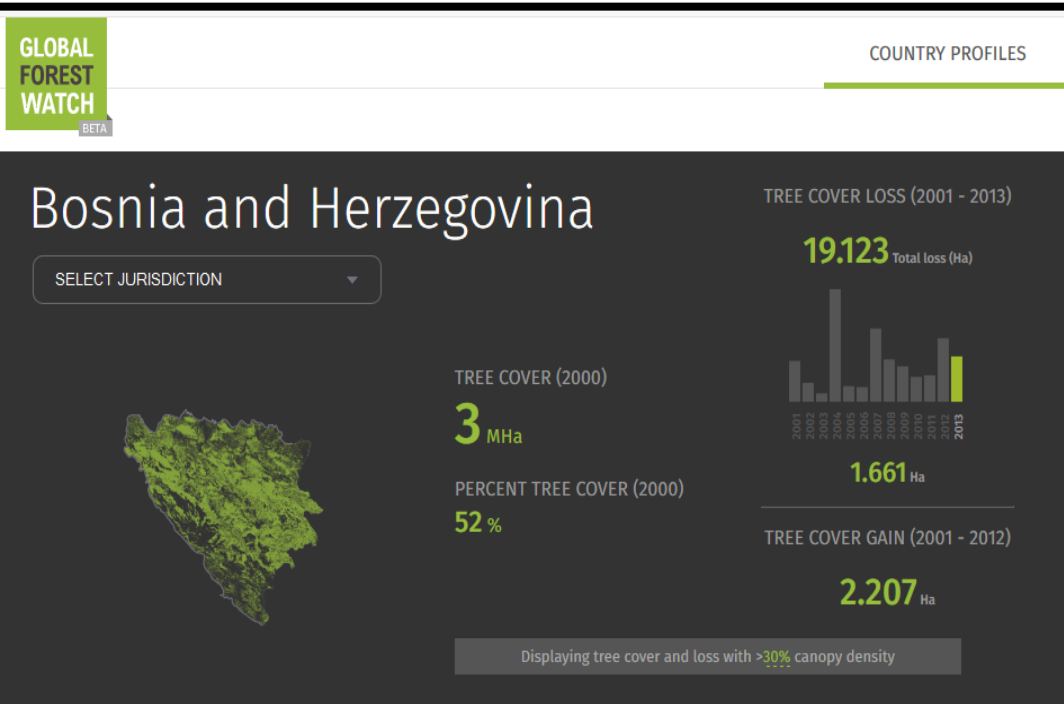 GLOBAL
FOREST
WATCH
BETA
COUNTRY PROFILES
Bosnia and Herzegovina
SELECT JURISDICTION
TREE COVER (2000)
3 MHa
PERCENT TREE COVER (2000)
52 %
TREE COVER LOSS (2001 - 2013)
19.123 Total loss (Ha)
2001 2002 2003 2004 2005 2006 2007 2008 2009 2010 2011 2012 2013
1.661 Ha
TREE COVER GAIN (2001 - 2012)
2.207 Ha
Displaying tree cover and loss with >30% canopy density